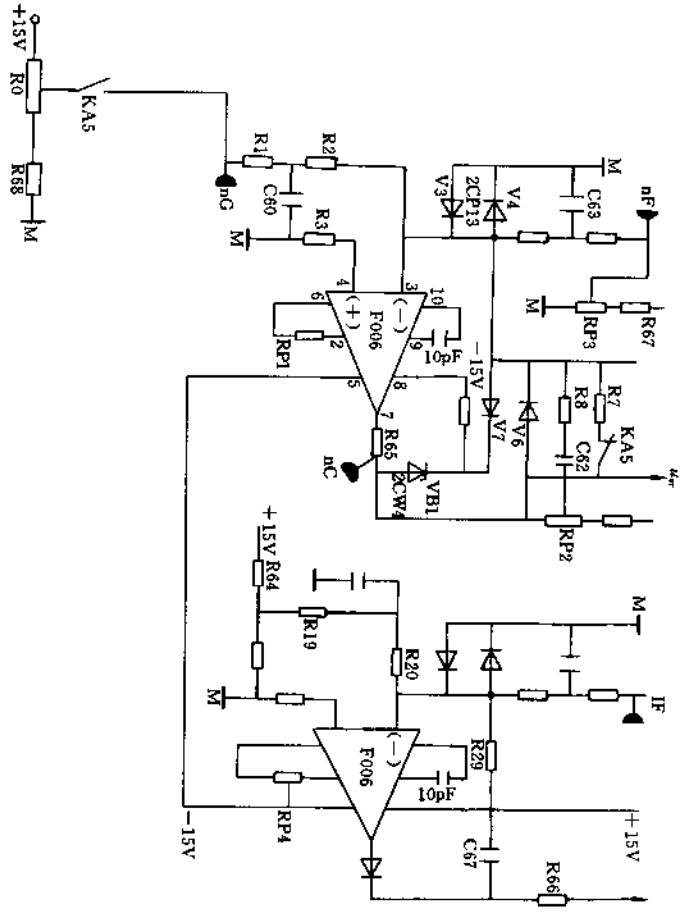 +15V
R0
KA5
R68
M
R1
R2
nG
C60
R3
M
V3
2CP13
V4
C63
M
nF
4
3
10
6
(+)
(-)
2
F006
9
10pF
RP1
5
8
7
-15V
M
RP3
R67
V7
V6
R8
R7
KA5
C62
R65
nC
2CW4
VB1
RP2
+15V
R64
R19
R20
M
M
IF
(-)
F006
10pF
R29
RP4
-15V
+15V
C67
R66